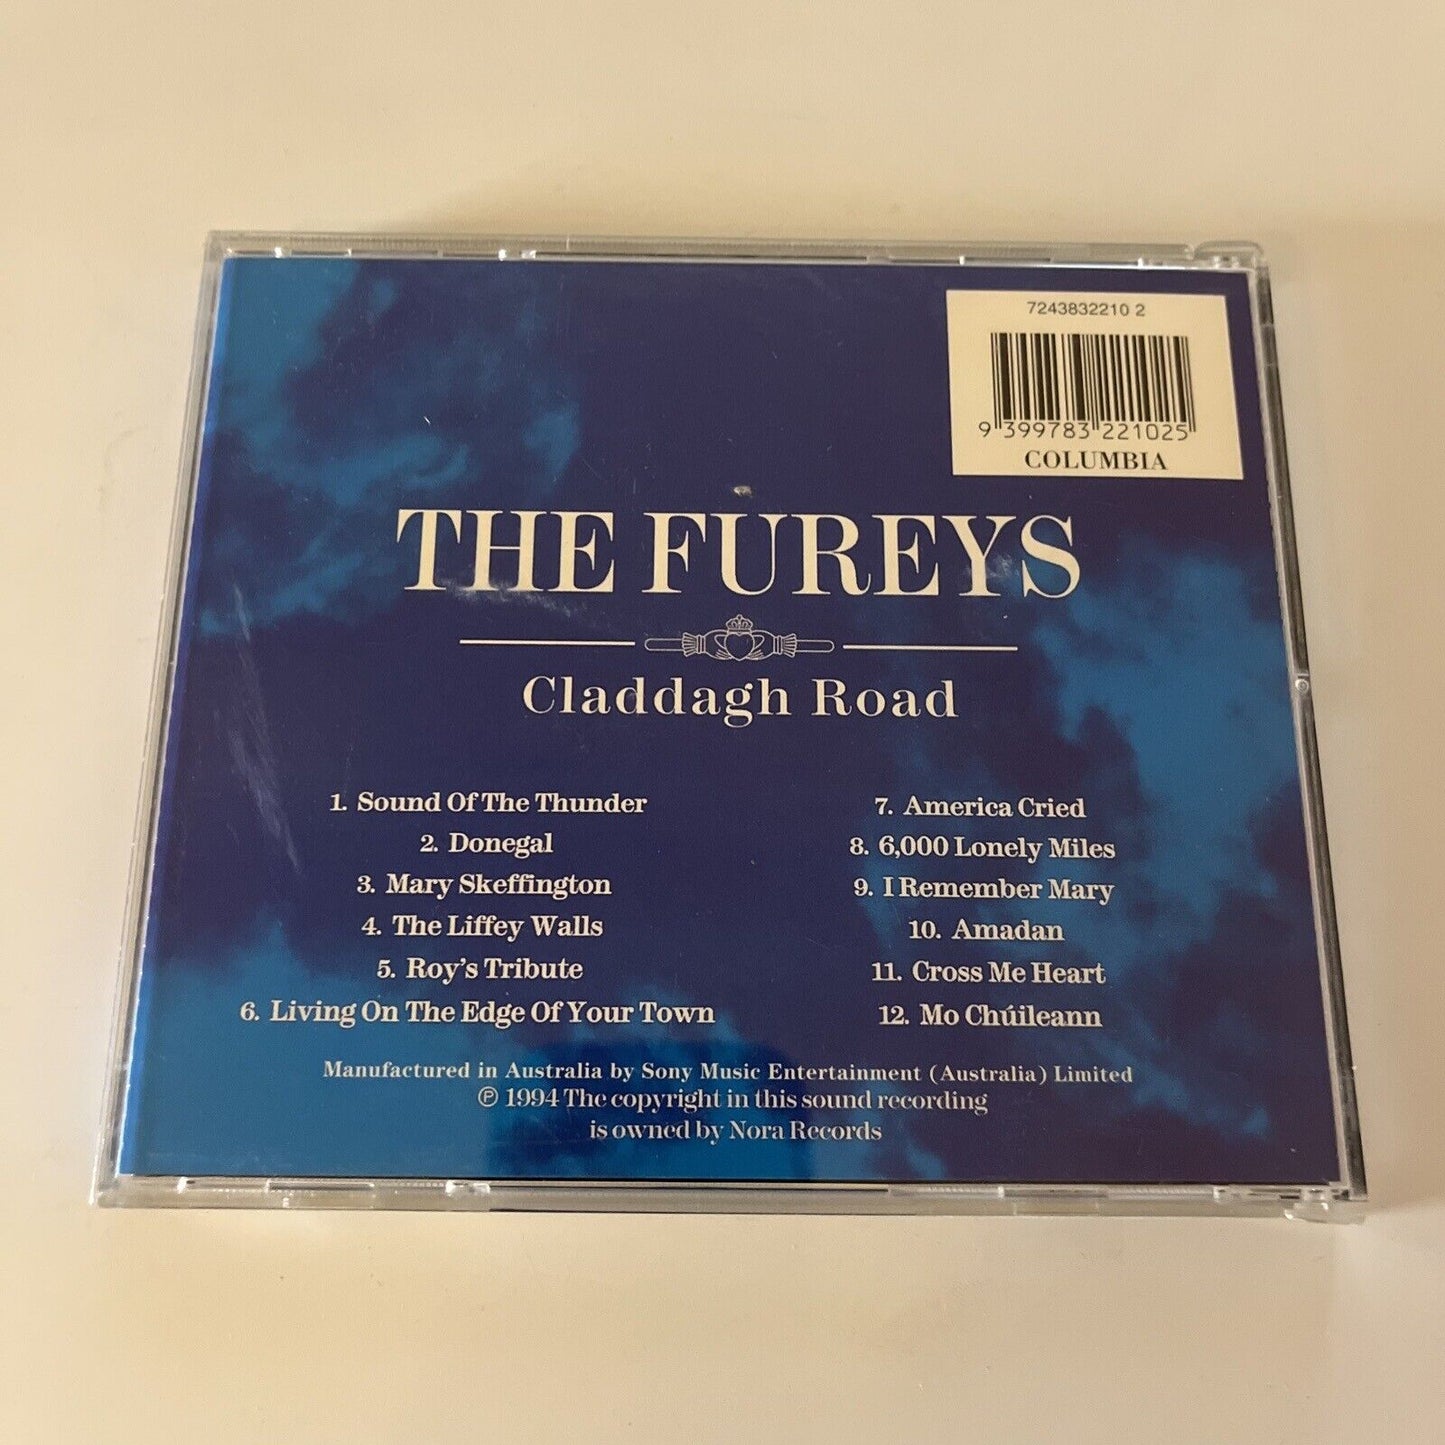 7243832210 2
9 399783 221025
COLUMBIA
THE FUREYS
Claddagh Road
1. Sound Of The Thunder
2. Donegal
3. Mary Skeffington
4. The Liffey Walls
5. Roy's Tribute
6. Living On The Edge Of Your Town
7. America Cried
8. 6,000 Lonely Miles
9. I Remember Mary
10. Amadan
11. Cross Me Heart
12. Mo Chúileann
Manufactured in Australia by Sony Music Entertainment (Australia) Limited
℗ 1994 The copyright in this sound recording
is owned by Nora Records